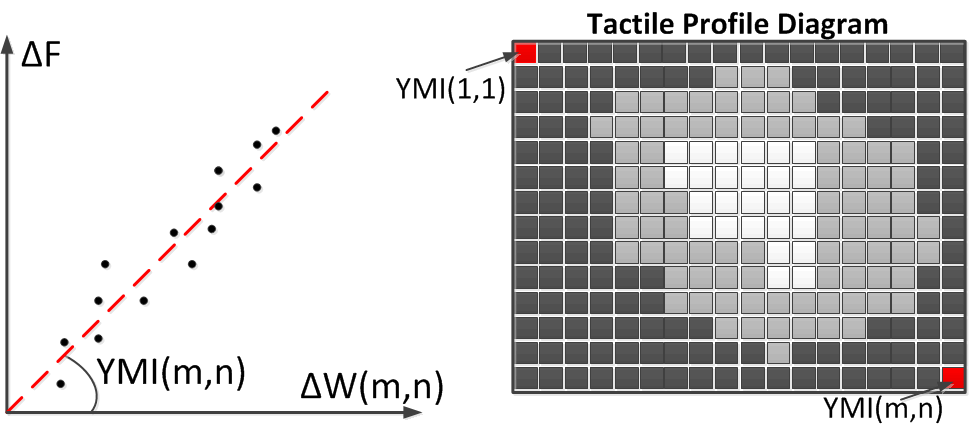 ΔF
YMI(m,n)
ΔW(m,n)
Tactile Profile Diagram
YMI(1,1)
YMI(m,n)